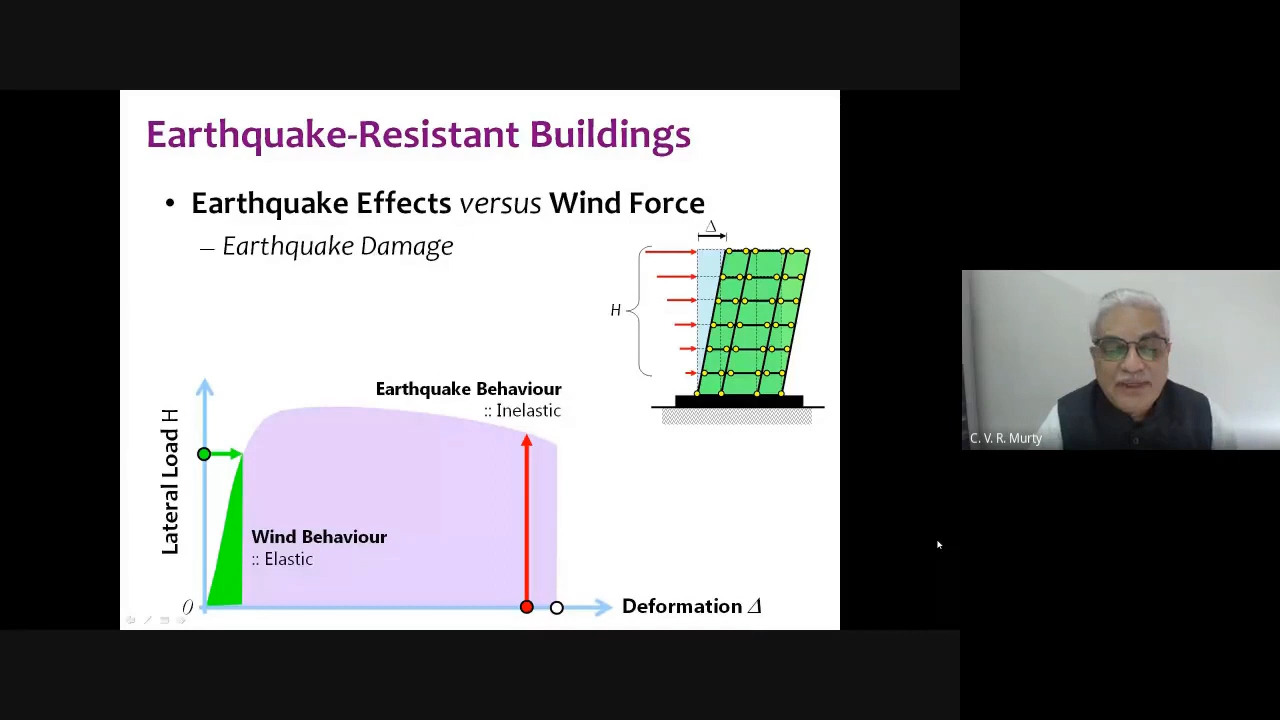 Earthquake-Resistant Buildings
• Earthquake Effects versus Wind Force
– Earthquake Damage
Δ
H
Earthquake Behaviour
:: Inelastic
Lateral Load H
Wind Behaviour
:: Elastic
0
Deformation Δ
C. V. R. Murty